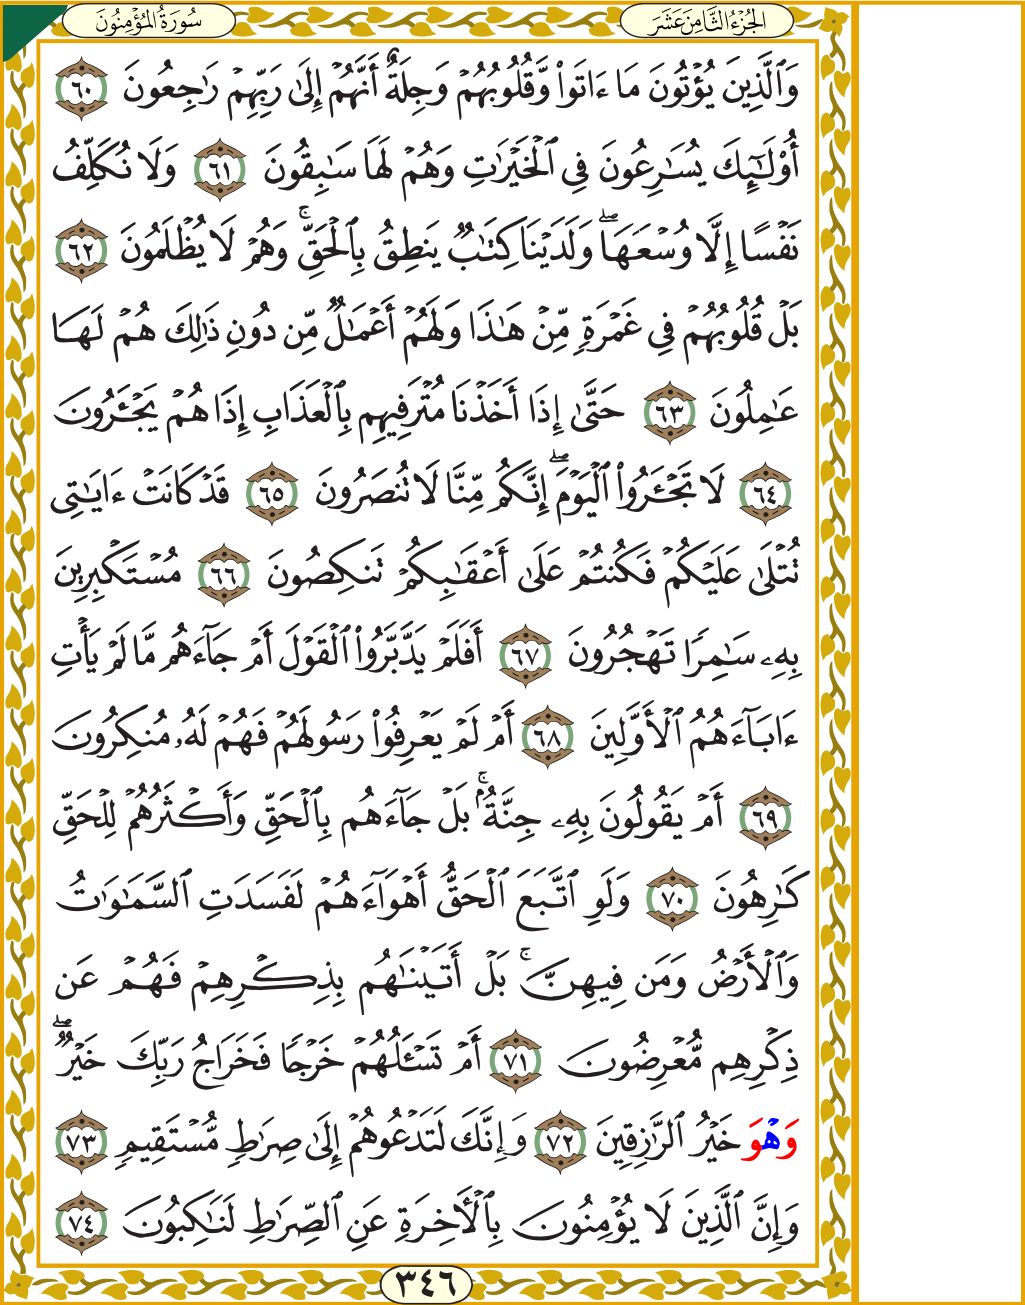 الجُزْءُ الثَّامِنَ عَشَرَ
سُورَةُ المُؤْمِنُونَ
وَٱلَّذِينَ يُؤْتُونَ مَا ءَاتَوا۟ وَّقُلُوبُهُمْ وَجِلَةٌ أَنَّهُمْ إِلَىٰ رَبِّهِمْ رَٰجِعُونَ ٦٠
أُو۟لَـٰٓئِكَ يُسَـٰرِعُونَ فِي ٱلْخَيْرَٰتِ وَهُمْ لَهَا سَـٰبِقُونَ ٦١ وَلَا نُكَلِّفُ
نَفْسًا إِلَّا وُسْعَهَاۖ وَلَدَيْنَا كِتَـٰبٌ يَنطِقُ بِٱلْحَقِّۚ وَهُمْ لَا يُظْلَمُونَ ٦٢
بَلْ قُلُوبُهُمْ فِي غَمْرَةٍ مِّنْ هَـٰذَا وَلَهُمْ أَعْمَـٰلٌ مِّن دُونِ ذَٰلِكَ هُمْ لَهَا
عَـٰمِلُونَ ٦٣ حَتَّىٰ إِذَا أَخَذْنَا مُتْرَفِيهِم بِٱلْعَذَابِ إِذَا هُمْ يَجْـَٔرُونَ
٦٤ لَا تَجْـَٔرُوا۟ ٱلْيَوْمَۖ إِنَّكُم مِّنَّا لَا تُنصَرُونَ ٦٥ قَدْ كَانَتْ ءَايَـٰتِى
تُتْلَىٰ عَلَيْكُمْ فَكُنتُمْ عَلَىٰ أَعْقَـٰبِكُمْ تَنكِصُونَ ٦٦ مُسْتَكْبِرِينَ
بِهِۦ سَـٰمِرًا تَهْجُرُونَ ٦٧ أَفَلَمْ يَدَّبَّرُوا۟ ٱلْقَوْلَ أَمْ جَآءَهُم مَّا لَمْ يَأْتِ
ءَابَآءَهُمُ ٱلْأَوَّلِينَ ٦٨ أَمْ لَمْ يَعْرِفُوا۟ رَسُولَهُمْ فَهُمْ لَهُۥ مُنكِرُونَ
٦٩ أَمْ يَقُولُونَ بِهِۦ جِنَّةٌۢۚ بَلْ جَآءَهُم بِٱلْحَقِّ وَأَكْثَرُهُمْ لِلْحَقِّ
كَـٰرِهُونَ ٧٠ وَلَوِ ٱتَّبَعَ ٱلْحَقُّ أَهْوَآءَهُمْ لَفَسَدَتِ ٱلسَّمَـٰوَٰتُ
وَٱلْأَرْضُ وَمَن فِيهِنَّۚ بَلْ أَتَيْنَـٰهُم بِذِكْرِهِمْ فَهُمْ عَن
ذِكْرِهِم مُّعْرِضُونَ ٧١ أَمْ تَسْـَٔلُهُمْ خَرْجًا فَخَرَاجُ رَبِّكَ خَيْرٌۖ
وَهْوَ خَيْرُ ٱلرَّٰزِقِينَ ٧٢ وَإِنَّكَ لَتَدْعُوهُمْ إِلَىٰ صِرَٰطٍ مُّسْتَقِيمٍ ٧٣
وَإِنَّ ٱلَّذِينَ لَا يُؤْمِنُونَ بِٱلْأَخِرَةِ عَنِ ٱلصِّرَٰطِ لَنَـٰكِبُونَ ٧٤
٣٤٦